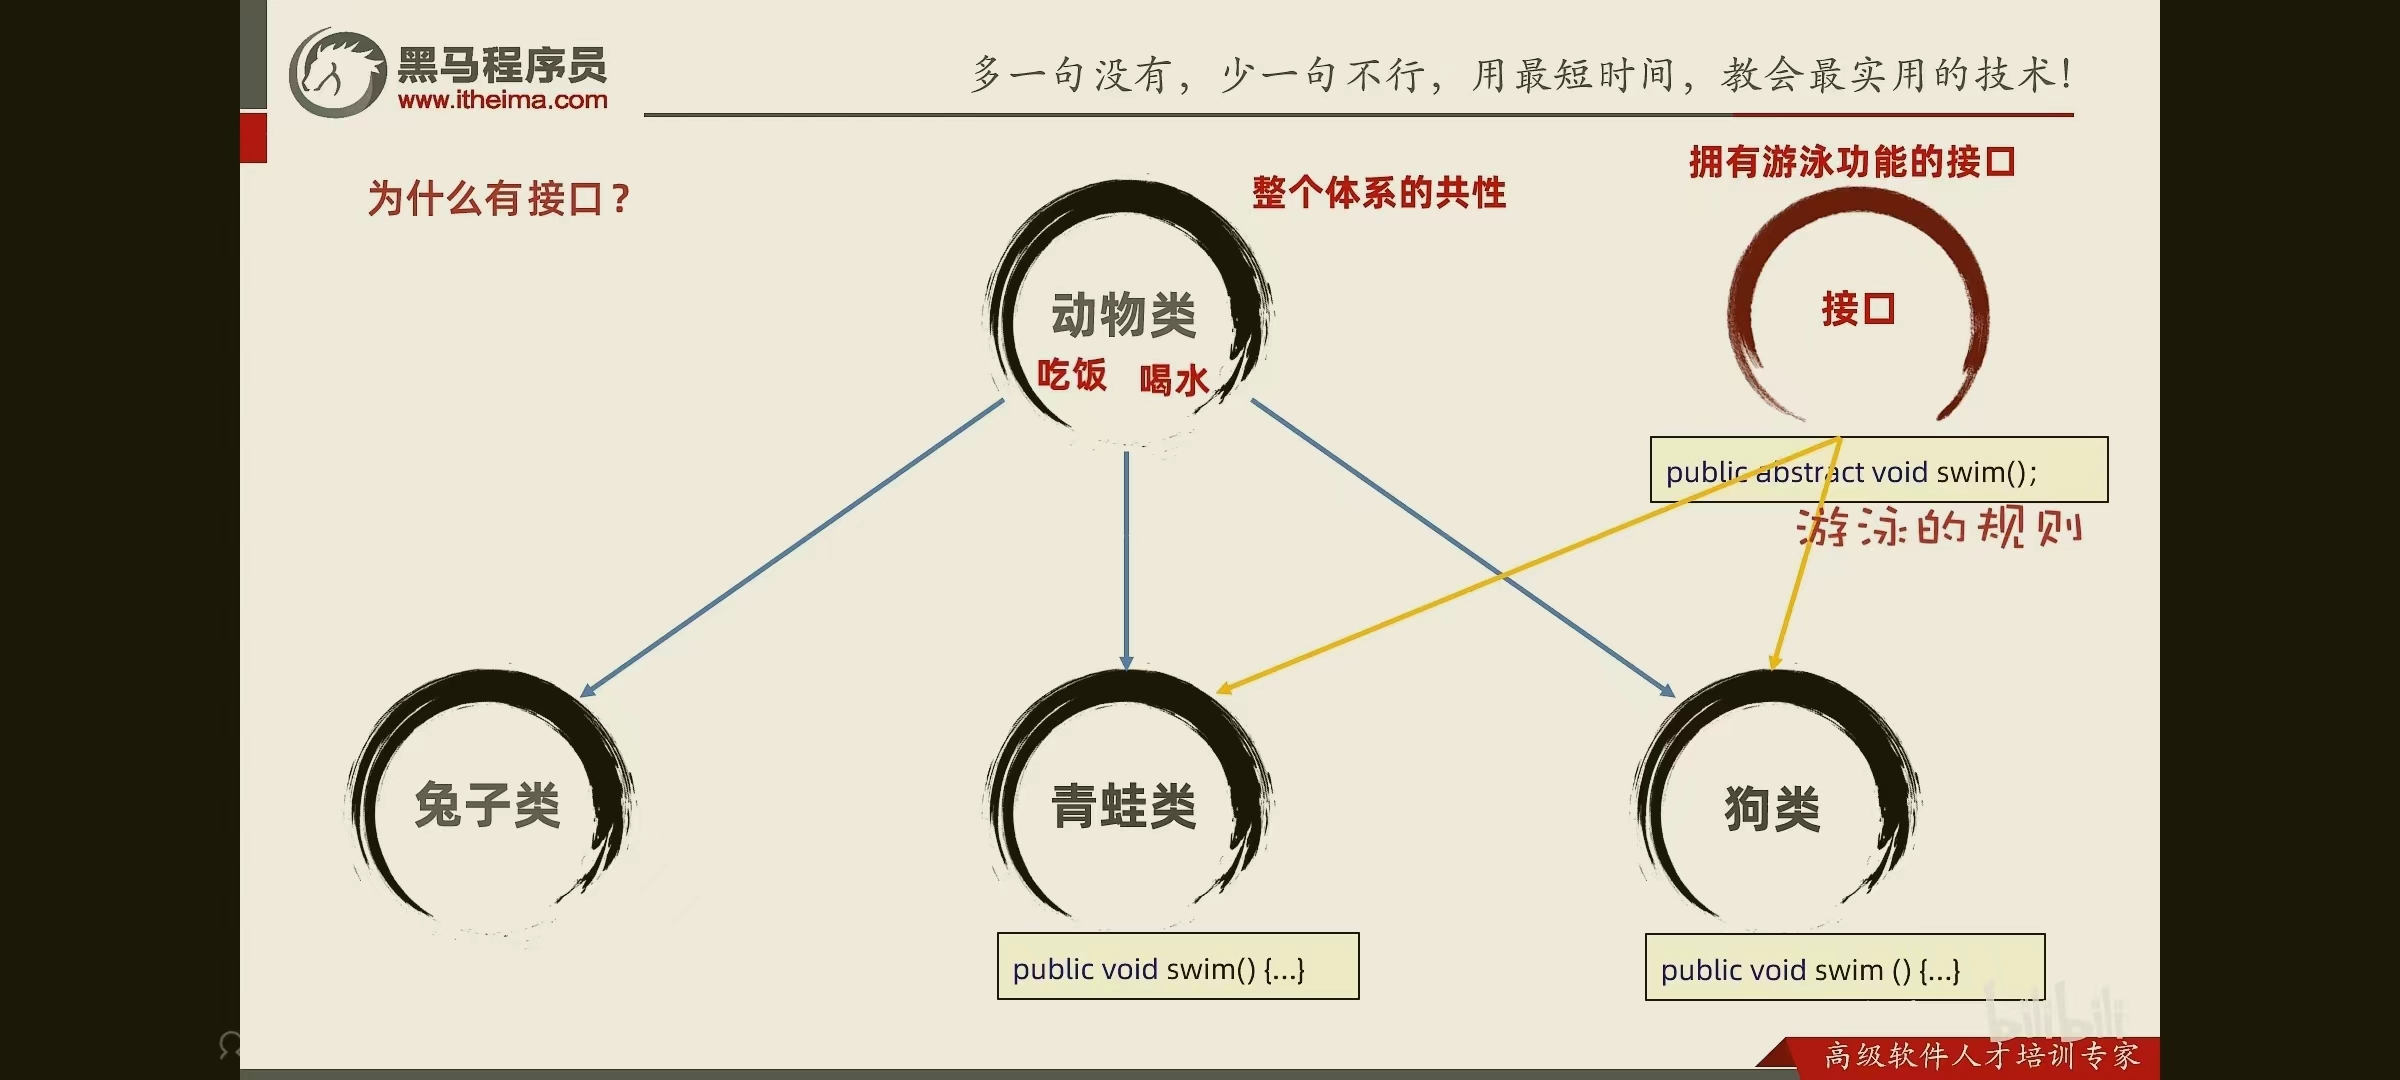 黑马程序员
www.itheima.com
多一句没有，少一句不行，用最短时间，教会最实用的技术！
为什么有接口？
整个体系的共性
拥有游泳功能的接口
动物类
吃饭 喝水
接口
public abstract void swim();
游泳的规则
兔子类
青蛙类
狗类
public void swim() {...}
public void swim () {...}
bilibili
高级软件人才培训专家